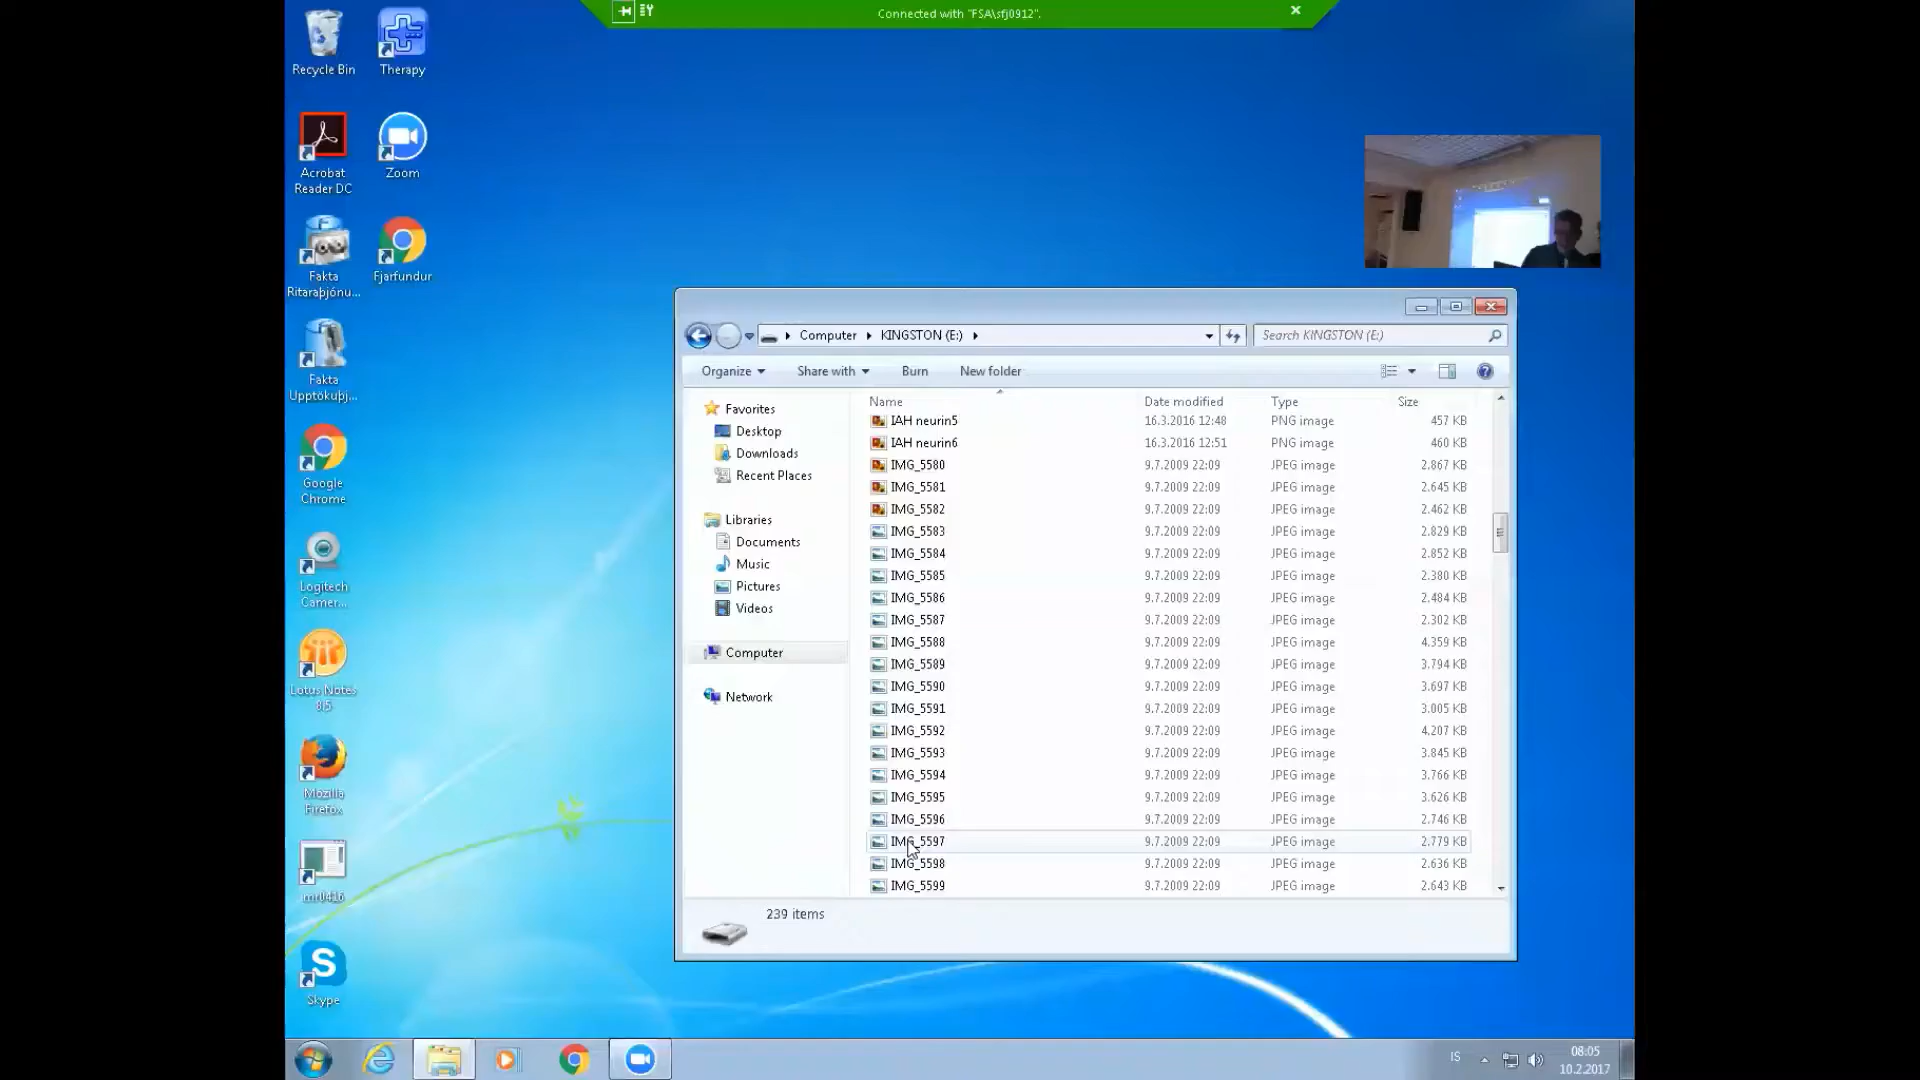 Connected with "FSA\sfj0912".
Recycle Bin
Therapy
Acrobat
Reader DC
Zoom
Fakta
Ritaraþjónu...
Fjarfundur
Fakta
Upptökuþj...
Google
Chrome
Logitech
Camer...
Lotus Notes
8.5
Mozilla
Firefox
mrll416
Skype
Computer
KINGSTON (E:)
Search KINGSTON (E:)
Organize
Share with
Burn
New folder
Favorites
Desktop
Downloads
Recent Places
Libraries
Documents
Music
Pictures
Videos
Computer
Network
Name Date modified Type Size
IAH neurin5 16.3.2016 12:48 PNG image 457 KB
IAH neurin6 16.3.2016 12:51 PNG image 460 KB
IMG_5580 9.7.2009 22:09 JPEG image 2.867 KB
IMG_5581 9.7.2009 22:09 JPEG image 2.645 KB
IMG_5582 9.7.2009 22:09 JPEG image 2.462 KB
IMG_5583 9.7.2009 22:09 JPEG image 2.829 KB
IMG_5584 9.7.2009 22:09 JPEG image 2.852 KB
IMG_5585 9.7.2009 22:09 JPEG image 2.380 KB
IMG_5586 9.7.2009 22:09 JPEG image 2.484 KB
IMG_5587 9.7.2009 22:09 JPEG image 2.302 KB
IMG_5588 9.7.2009 22:09 JPEG image 4.359 KB
IMG_5589 9.7.2009 22:09 JPEG image 3.794 KB
IMG_5590 9.7.2009 22:09 JPEG image 3.697 KB
IMG_5591 9.7.2009 22:09 JPEG image 3.005 KB
IMG_5592 9.7.2009 22:09 JPEG image 4.207 KB
IMG_5593 9.7.2009 22:09 JPEG image 3.845 KB
IMG_5594 9.7.2009 22:09 JPEG image 3.766 KB
IMG_5595 9.7.2009 22:09 JPEG image 3.626 KB
IMG_5596 9.7.2009 22:09 JPEG image 2.746 KB
IMG_5597 9.7.2009 22:09 JPEG image 2.779 KB
IMG_5598 9.7.2009 22:09 JPEG image 2.636 KB
IMG_5599 9.7.2009 22:09 JPEG image 2.643 KB
239 items
IS
08:05
10.2.2017